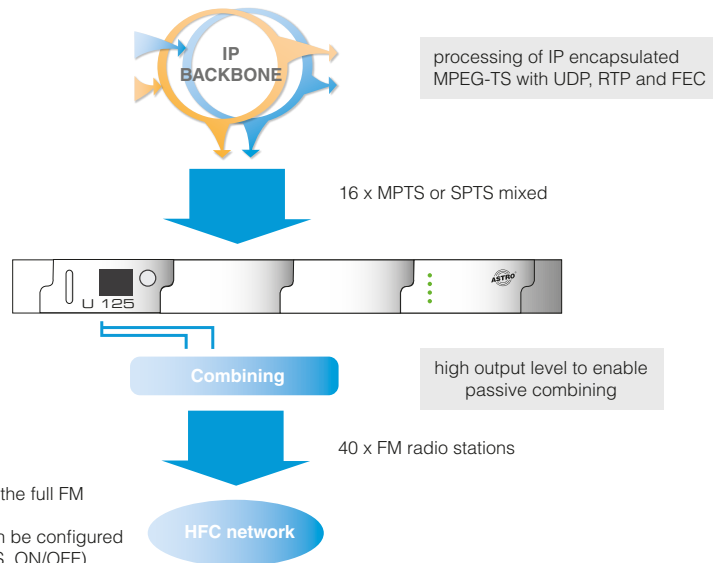 IP
BACKBONE
processing of IP encapsulated
MPEG-TS with UDP, RTP and FEC
16 x MPTS or SPTS mixed
ASTRO
U 125
Combining
high output level to enable
passive combining
40 x FM radio stations
the full FM
HFC network
n be configured
S, ON/OFF)